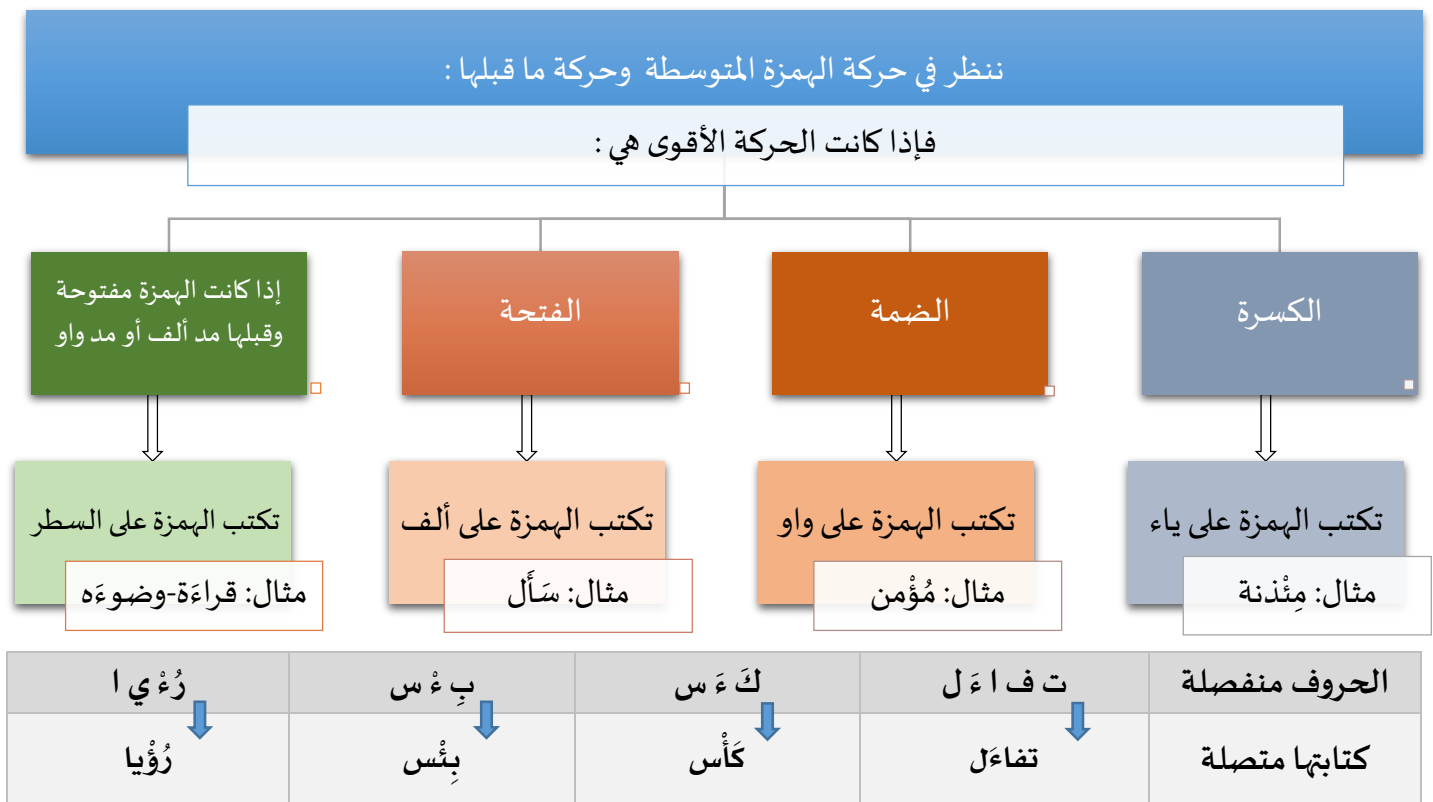 ننظر في حركة الهمزة المتوسطة وحركة ما قبلها :
فإذا كانت الحركة الأقوى هي :
الكسرة
الضمة
الفتحة
إذا كانت الهمزة مفتوحة
وقبلها مد ألف أو مد واو
تكتب الهمزة على ياء
مثال: مِئْذنة
تكتب الهمزة على واو
مثال: مُؤْمن
تكتب الهمزة على ألف
مثال: سَأَل
تكتب الهمزة على السطر
مثال: قراءَة-وضوءَه
الحروف منفصلة
ت ف ا ءَ ل
كَ ءَ س
بِ ءْ س
رُ ءْ ي ا
كتابتها متصلة
تفاءَل
كَأْس
بِئْس
رُؤْيا